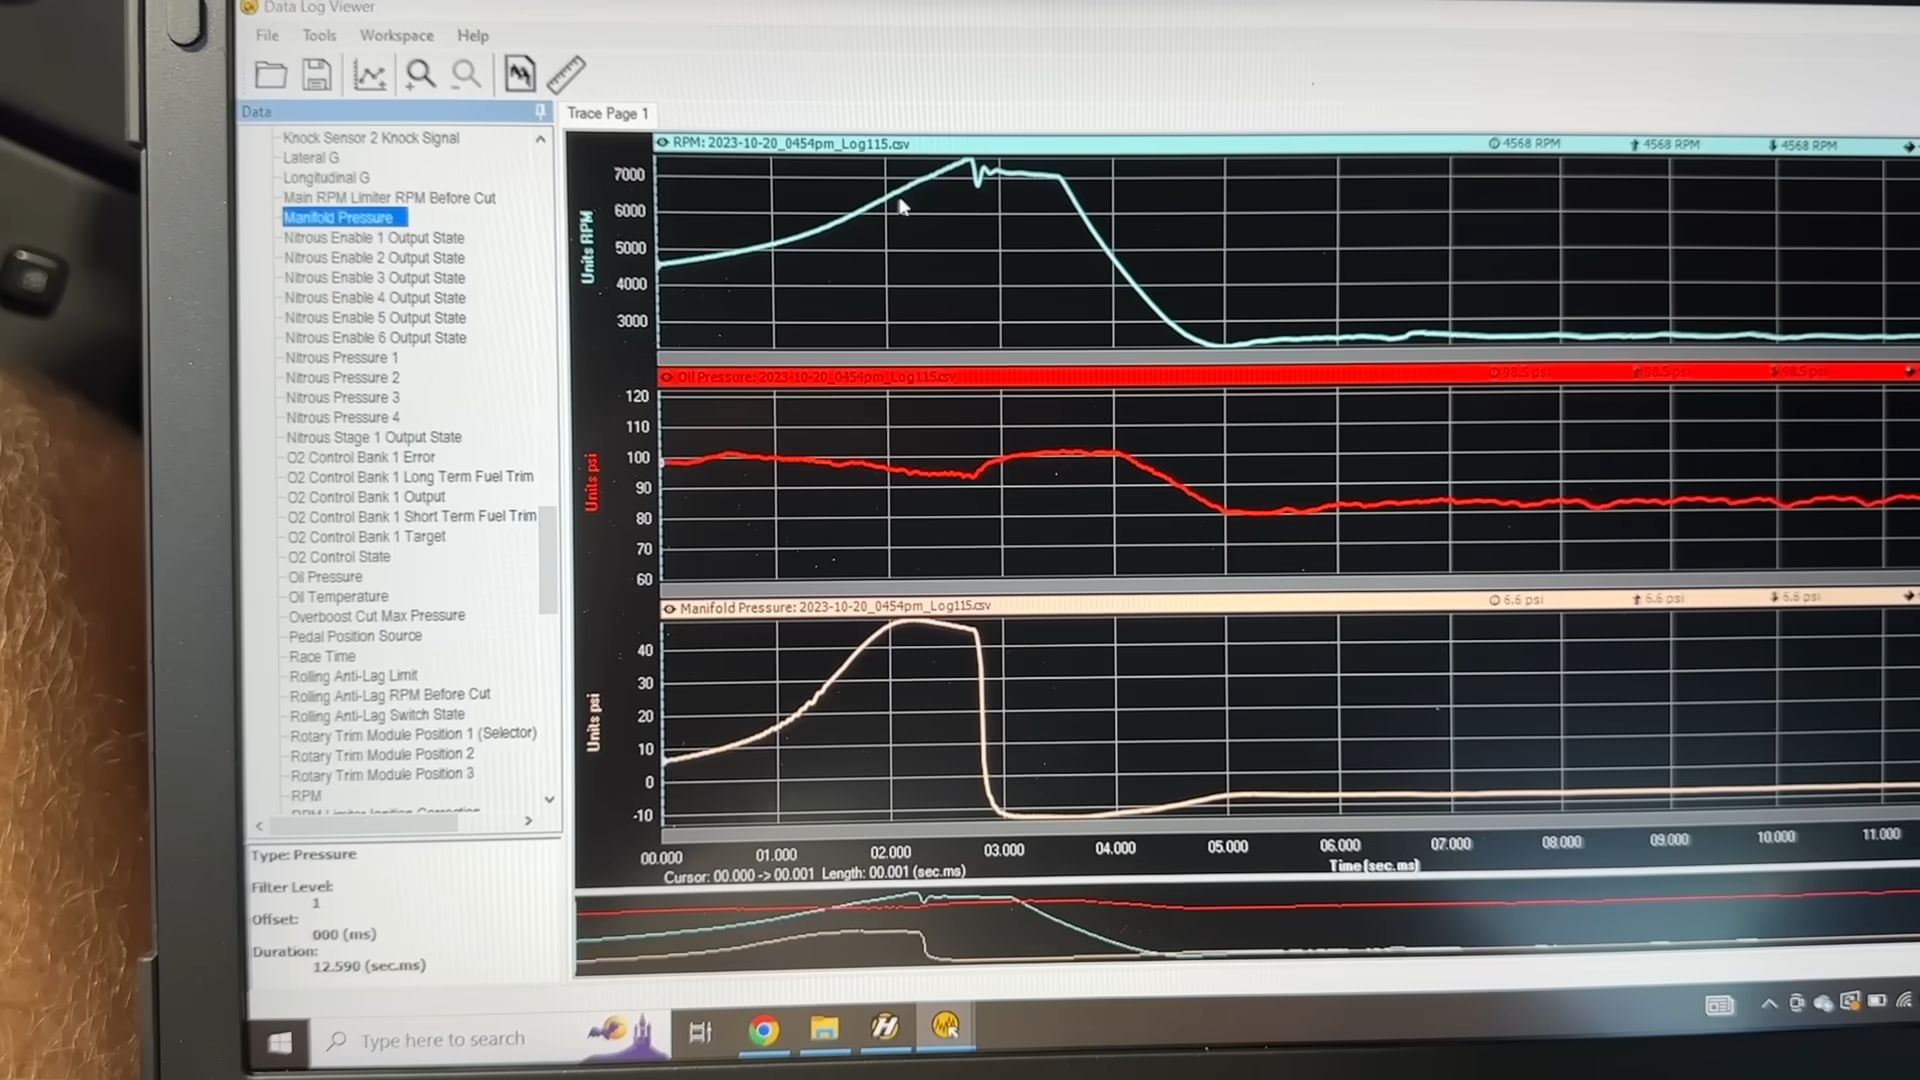 Data Log Viewer
File Tools Workspace Help
Data
Knock Sensor 2 Knock Signal
Lateral G
Longitudinal G
Main RPM Limiter RPM Before Cut
Manifold Pressure
Nitrous Enable 1 Output State
Nitrous Enable 2 Output State
Nitrous Enable 3 Output State
Nitrous Enable 4 Output State
Nitrous Enable 5 Output State
Nitrous Enable 6 Output State
Nitrous Pressure 1
Nitrous Pressure 2
Nitrous Pressure 3
Nitrous Pressure 4
Nitrous Stage 1 Output State
O2 Control Bank 1 Error
O2 Control Bank 1 Long Term Fuel Trim
O2 Control Bank 1 Output
O2 Control Bank 1 Short Term Fuel Trim
O2 Control Bank 1 Target
O2 Control State
Oil Pressure
Oil Temperature
Overboost Cut Max Pressure
Pedal Position Source
Race Time
Rolling Anti-Lag Limit
Rolling Anti-Lag RPM Before Cut
Rolling Anti-Lag Switch State
Rotary Trim Module Position 1 (Selector)
Rotary Trim Module Position 2
Rotary Trim Module Position 3
RPM
RPM Limiter Ignition Correction
Type: Pressure
Filter Level:
1
Offset:
000 (ms)
Duration:
12.590 (sec.ms)
Trace Page 1
RPM: 2023-10-20_0454pm_Log115.csv 4568 RPM 4568 RPM 4568 RPM
Units RPM
7000
6000
5000
4000
3000
Oil Pressure: 2023-10-20_0454pm_Log115.csv 98.5 psi 98.5 psi 98.5 psi
Units psi
120
110
100
90
80
70
60
Manifold Pressure: 2023-10-20_0454pm_Log115.csv 6.6 psi 6.6 psi 6.6 psi
Units psi
40
30
20
10
0
-10
00.000 01.000 02.000 03.000 04.000 05.000 06.000 07.000 08.000 09.000 10.000 11.000
Cursor: 00.000 -> 00.001 Length: 00.001 (sec.ms) Time (sec.ms)
Type here to search